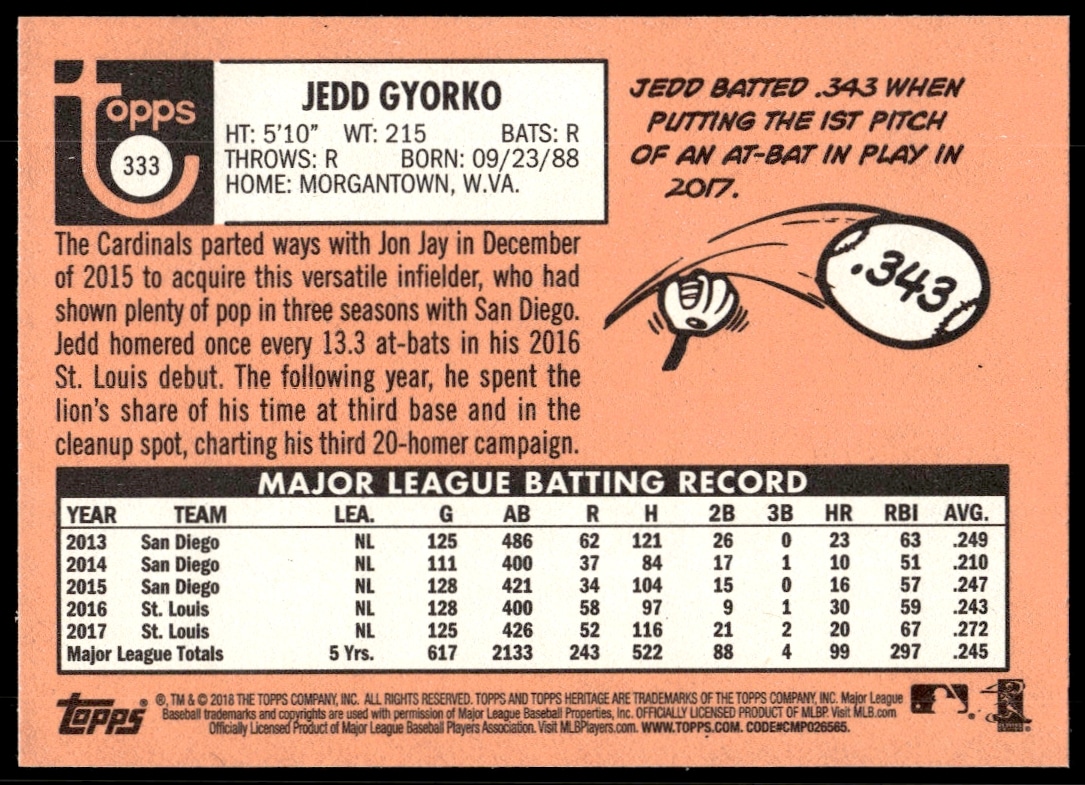 topps
333
JEDD GYORKO
HT: 5'10" WT: 215 BATS: R
THROWS: R BORN: 09/23/88
HOME: MORGANTOWN, W.VA.
JEDD BATTED .343 WHEN
PUTTING THE 1ST PITCH
OF AN AT-BAT IN PLAY IN
2017.
.343
The Cardinals parted ways with Jon Jay in December
of 2015 to acquire this versatile infielder, who had
shown plenty of pop in three seasons with San Diego.
Jedd homered once every 13.3 at-bats in his 2016
St. Louis debut. The following year, he spent the
lion's share of his time at third base and in the
cleanup spot, charting his third 20-homer campaign.
MAJOR LEAGUE BATTING RECORD
YEAR TEAM LEA. G AB R H 2B 3B HR RBI AVG.
2013 San Diego NL 125 486 62 121 26 0 23 63 .249
2014 San Diego NL 111 400 37 84 17 1 10 51 .210
2015 San Diego NL 128 421 34 104 15 0 16 57 .247
2016 St. Louis NL 128 400 58 97 9 1 30 59 .243
2017 St. Louis NL 125 426 52 116 21 2 20 67 .272
Major League Totals 5 Yrs. 617 2133 243 522 88 4 99 297 .245
Topps
®, TM & © 2018 THE TOPPS COMPANY, INC. ALL RIGHTS RESERVED. TOPPS AND TOPPS HERITAGE ARE TRADEMARKS OF THE TOPPS COMPANY, INC. Major League
Baseball trademarks and copyrights are used with permission of Major League Baseball Properties, Inc. OFFICIALLY LICENSED PRODUCT OF MLBP. Visit MLB.com
Officially Licensed Product of Major League Baseball Players Association. Visit MLBPlayers.com. WWW.TOPPS.COM. CODE#CMP026565.